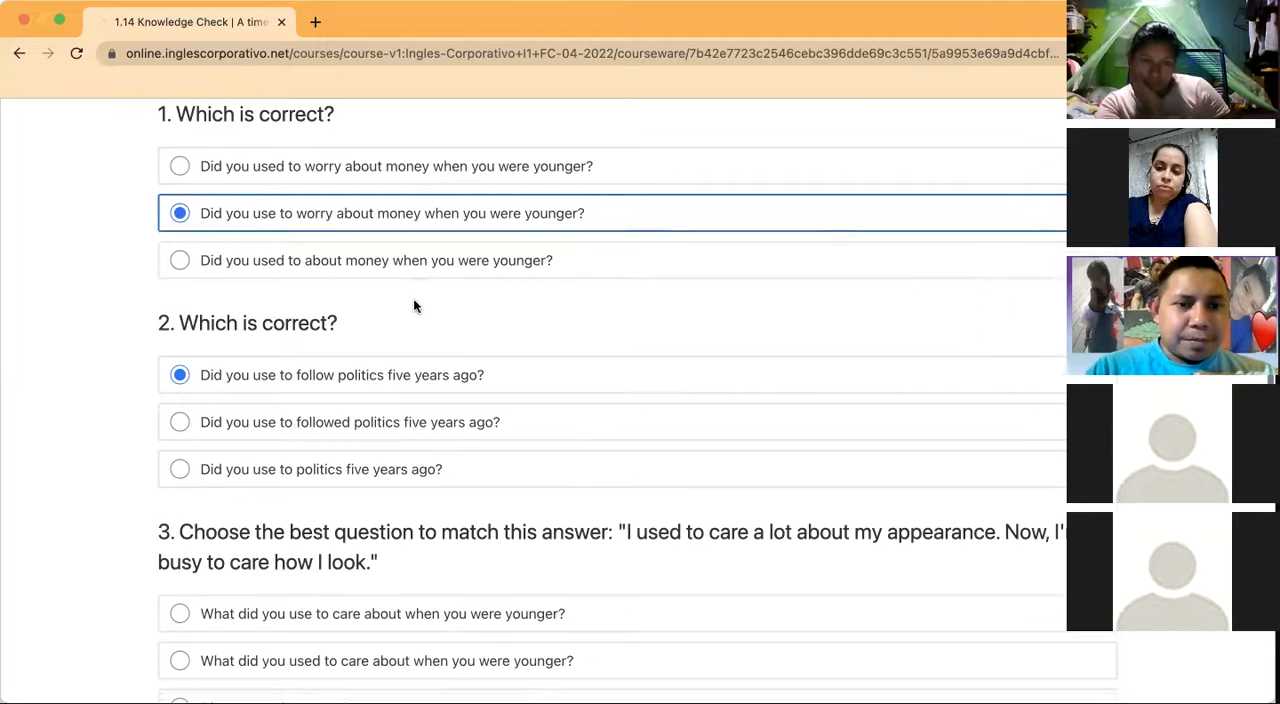 1.14 Knowledge Check | A time
online.inglescorporativo.net/courses/course-v1:Ingles-Corporativo+I1+FC-04-2022/courseware/7b42e7723c2546cebc396dde69c3c551/5a9953e69a9d4cbf...
1. Which is correct?
Did you used to worry about money when you were younger?
Did you use to worry about money when you were younger?
Did you used to about money when you were younger?
2. Which is correct?
Did you use to follow politics five years ago?
Did you use to followed politics five years ago?
Did you use to politics five years ago?
3. Choose the best question to match this answer: "I used to care a lot about my appearance. Now, I'
busy to care how I look."
What did you use to care about when you were younger?
What did you used to care about when you were younger?